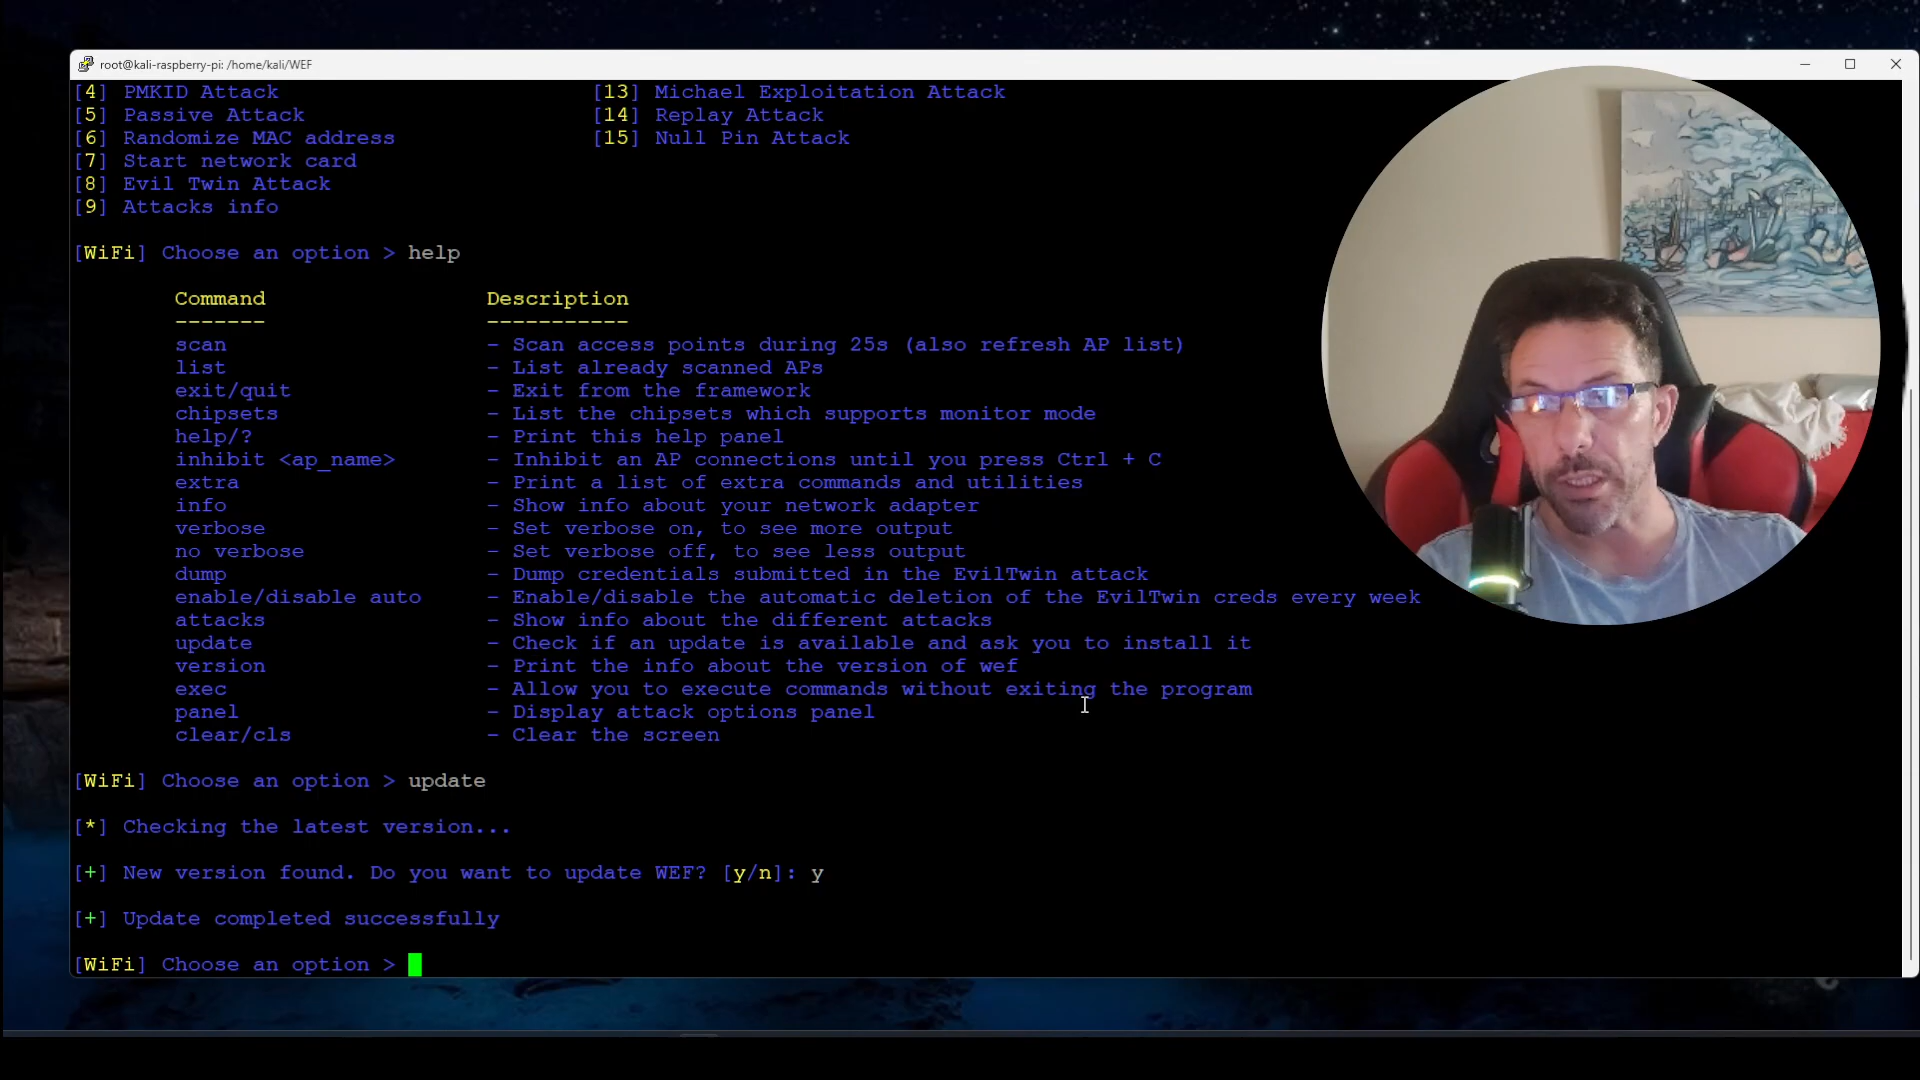 root@kali-raspberry-pi: /home/kali/WEF
[4] PMKID Attack [13] Michael Exploitation Attack
[5] Passive Attack [14] Replay Attack
[6] Randomize MAC address [15] Null Pin Attack
[7] Start network card
[8] Evil Twin Attack
[9] Attacks info
[WiFi] Choose an option > help
Command Description
------- -----------
scan - Scan access points during 25s (also refresh AP list)
list - List already scanned APs
exit/quit - Exit from the framework
chipsets - List the chipsets which supports monitor mode
help/? - Print this help panel
inhibit <ap_name> - Inhibit an AP connections until you press Ctrl + C
extra - Print a list of extra commands and utilities
info - Show info about your network adapter
verbose - Set verbose on, to see more output
no verbose - Set verbose off, to see less output
dump - Dump credentials submitted in the EvilTwin attack
enable/disable auto - Enable/disable the automatic deletion of the EvilTwin creds every week
attacks - Show info about the different attacks
update - Check if an update is available and ask you to install it
version - Print the info about the version of wef
exec - Allow you to execute commands without exiting the program
panel - Display attack options panel
clear/cls - Clear the screen
[WiFi] Choose an option > update
[*] Checking the latest version...
[+] New version found. Do you want to update WEF? [y/n]: y
[+] Update completed successfully
[WiFi] Choose an option >